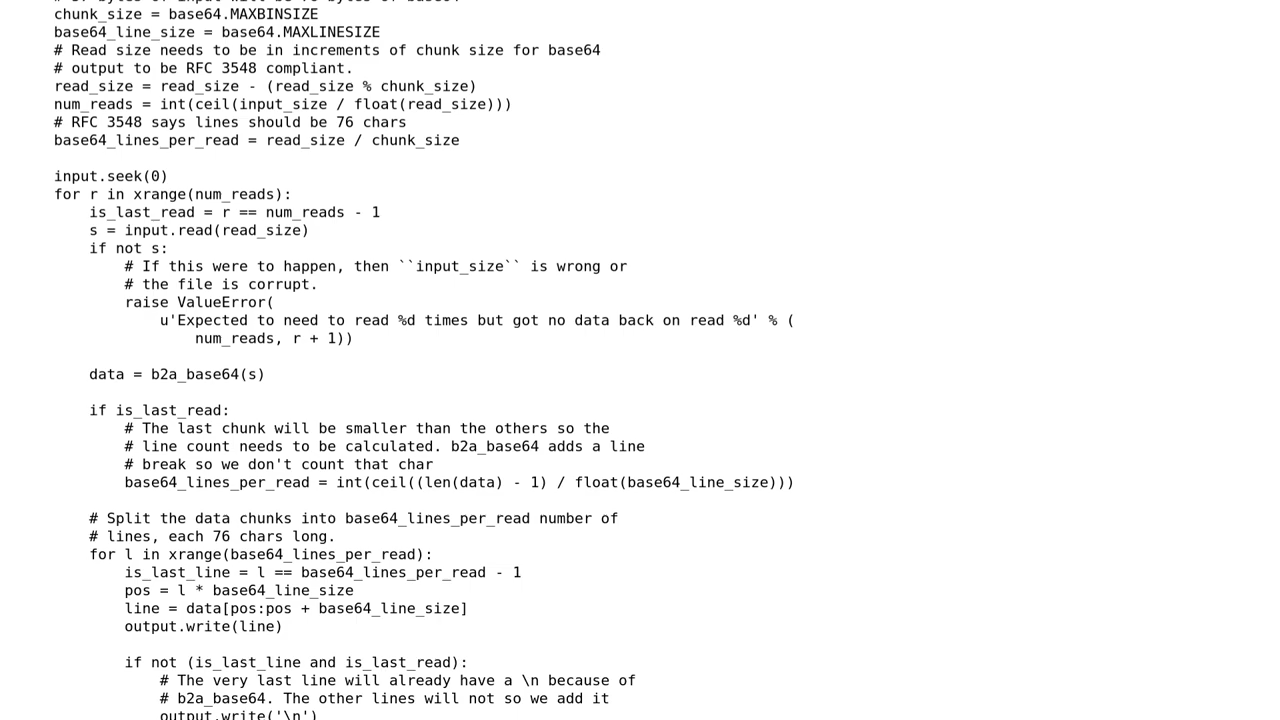 chunk_size = base64.MAXBINSIZE
base64_line_size = base64.MAXLINESIZE
# Read size needs to be in increments of chunk size for base64
# output to be RFC 3548 compliant.
read_size = read_size - (read_size % chunk_size)
num_reads = int(ceil(input_size / float(read_size)))
# RFC 3548 says lines should be 76 chars
base64_lines_per_read = read_size / chunk_size

input.seek(0)
for r in xrange(num_reads):
    is_last_read = r == num_reads - 1
    s = input.read(read_size)
    if not s:
        # If this were to happen, then ``input_size`` is wrong or
        # the file is corrupt.
        raise ValueError(
            u'Expected to need to read %d times but got no data back on read %d' % (
                num_reads, r + 1))

    data = b2a_base64(s)

    if is_last_read:
        # The last chunk will be smaller than the others so the
        # line count needs to be calculated. b2a_base64 adds a line
        # break so we don't count that char
        base64_lines_per_read = int(ceil((len(data) - 1) / float(base64_line_size)))

    # Split the data chunks into base64_lines_per_read number of
    # lines, each 76 chars long.
    for l in xrange(base64_lines_per_read):
        is_last_line = l == base64_lines_per_read - 1
        pos = l * base64_line_size
        line = data[pos:pos + base64_line_size]
        output.write(line)

        if not (is_last_line and is_last_read):
            # The very last line will already have a \n because of
            # b2a_base64. The other lines will not so we add it
            output.write('\n')